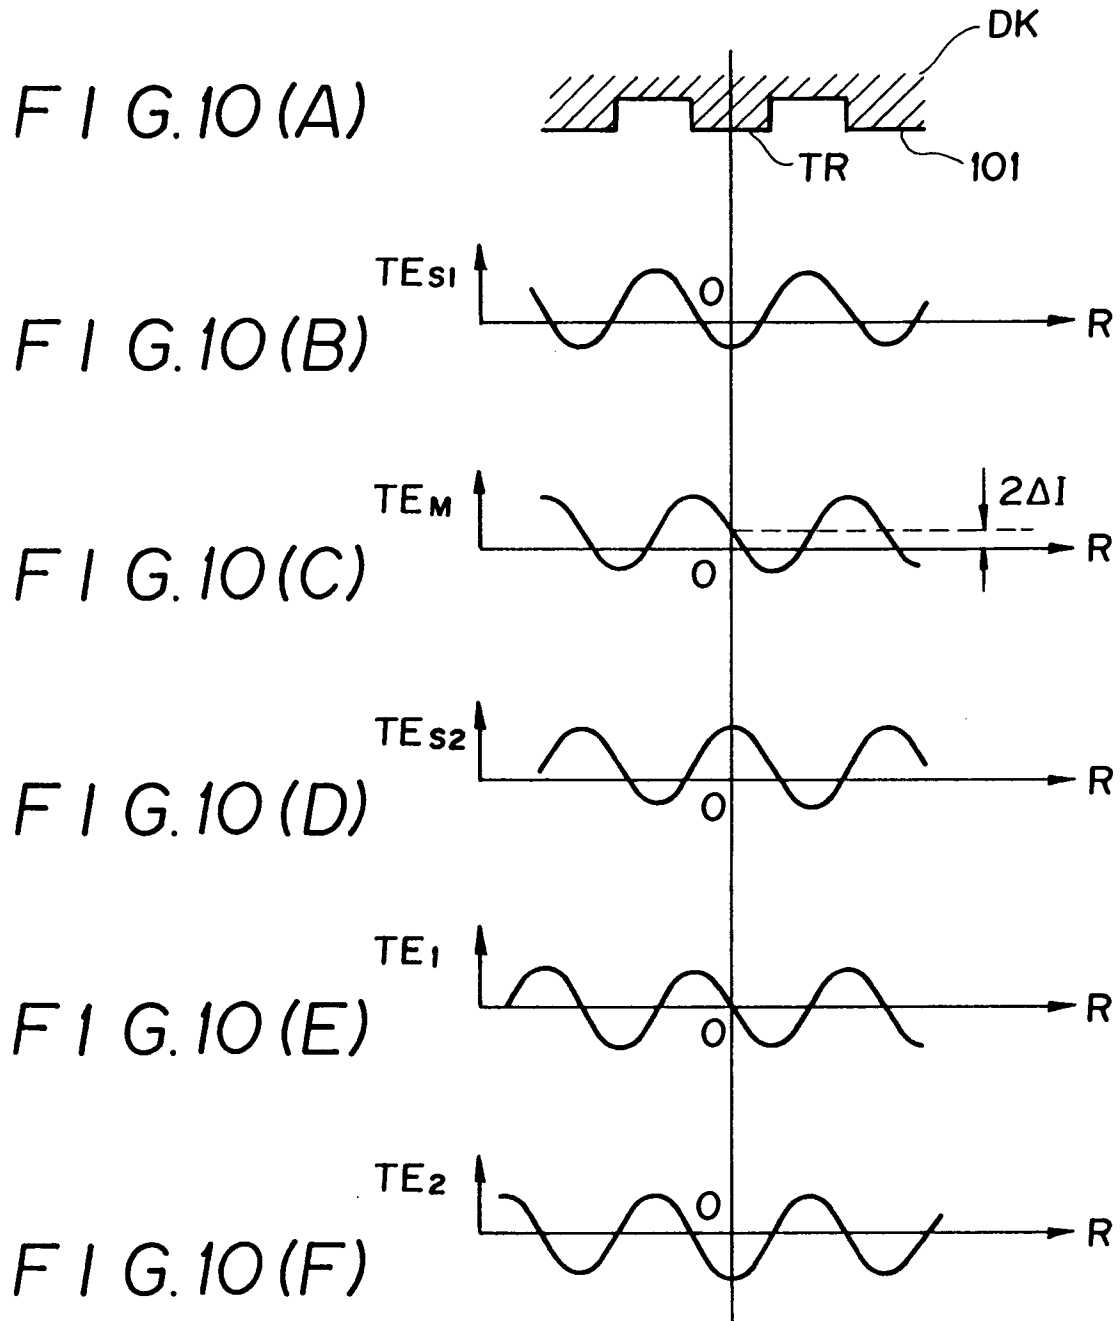 DK
FIG.10(A)
TR
101
TES1
O
R
FIG.10(B)
TEM
2ΔI
O
R
FIG.10(C)
TES2
O
R
FIG.10(D)
TE1
O
R
FIG.10(E)
TE2
O
R
FIG.10(F)